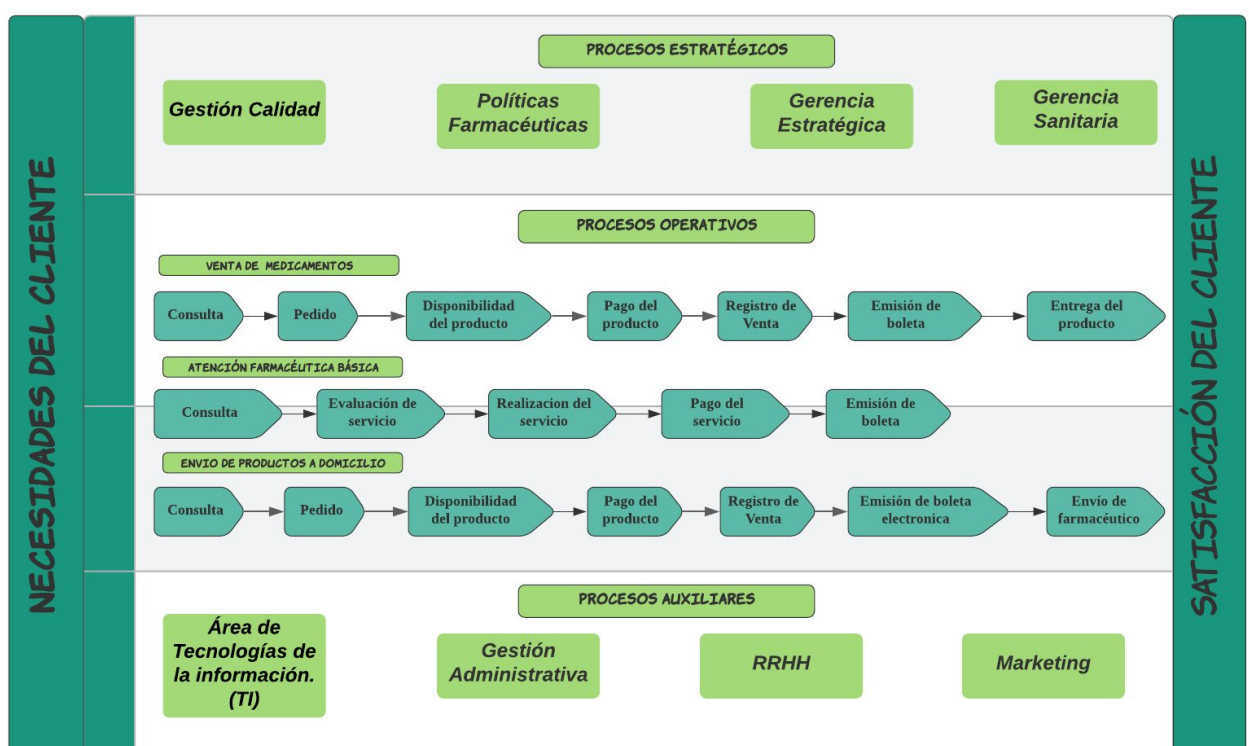 NECESIDADES DEL CLIENTE
PROCESOS ESTRATÉGICOS
Gestión Calidad
Políticas
Farmacéuticas
Gerencia
Estratégica
Gerencia
Sanitaria
PROCESOS OPERATIVOS
VENTA DE MEDICAMENTOS
Consulta
Pedido
Disponibilidad
del producto
Pago del
producto
Registro de
Venta
Emisión de
boleta
Entrega del
producto
ATENCIÓN FARMACÉUTICA BÁSICA
Consulta
Evaluación de
servicio
Realizacion del
servicio
Pago del
servicio
Emisión de
boleta
ENVIO DE PRODUCTOS A DOMICILIO
Consulta
Pedido
Disponibilidad
del producto
Pago del
producto
Registro de
Venta
Emisión de boleta
electronica
Envío de
farmacéutico
PROCESOS AUXILIARES
Área de
Tecnologías de
la información.
(TI)
Gestión
Administrativa
RRHH
Marketing
SATISFACCIÓN DEL CLIENTE